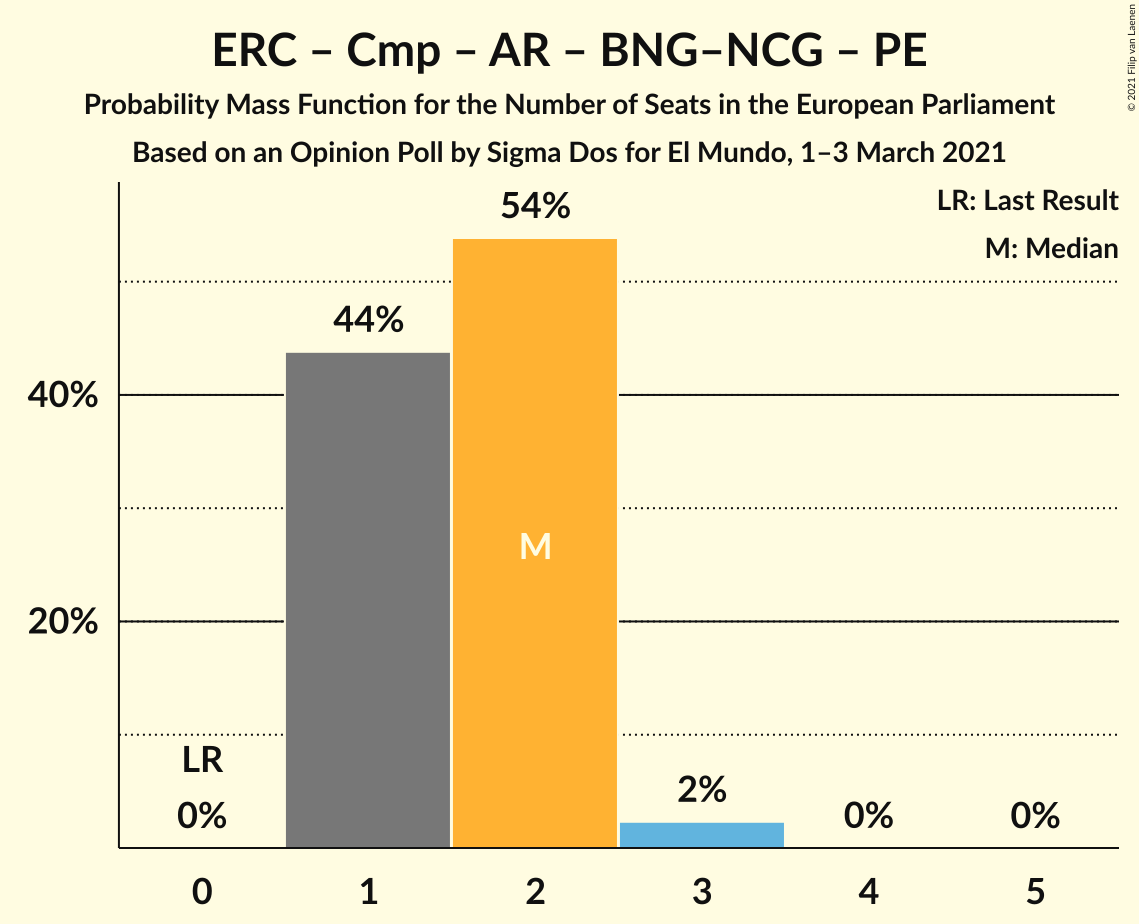 ERC – Cmp – AR – BNG–NCG – PE
Probability Mass Function for the Number of Seats in the European Parliament
Based on an Opinion Poll by Sigma Dos for El Mundo, 1–3 March 2021
© 2021 Filip van Laenen
LR: Last Result
M: Median
54%
44%
40%
M
20%
LR
0%
2%
0%
0%
0
1
2
3
4
5